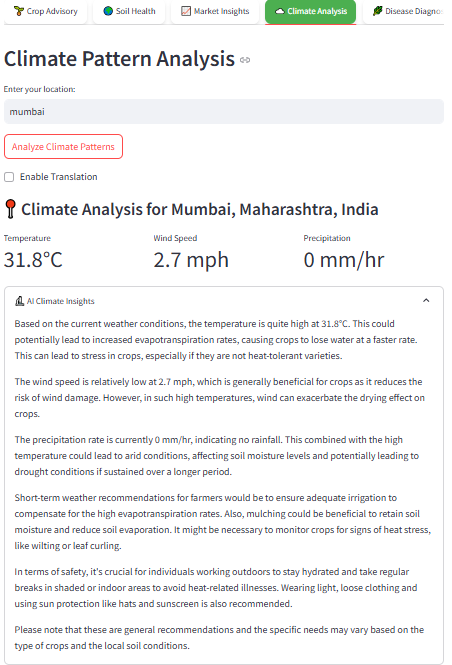 Crop Advisory
Soil Health
Market Insights
Climate Analysis
Disease Diagno
Climate Pattern Analysis
Enter your location:
mumbai
Analyze Climate Patterns
Enable Translation
Climate Analysis for Mumbai, Maharashtra, India
Temperature
Wind Speed
Precipitation
31.8°C
2.7 mph
0 mm/hr
AI Climate Insights
Based on the current weather conditions, the temperature is quite high at 31.8°C. This could
potentially lead to increased evapotranspiration rates, causing crops to lose water at a faster rate.
This can lead to stress in crops, especially if they are not heat-tolerant varieties.
The wind speed is relatively low at 2.7 mph, which is generally beneficial for crops as it reduces the
risk of wind damage. However, in such high temperatures, wind can exacerbate the drying effect on
crops.
The precipitation rate is currently 0 mm/hr, indicating no rainfall. This combined with the high
temperature could lead to arid conditions, affecting soil moisture levels and potentially leading to
drought conditions if sustained over a longer period.
Short-term weather recommendations for farmers would be to ensure adequate irrigation to
compensate for the high evapotranspiration rates. Also, mulching could be beneficial to retain soil
moisture and reduce soil evaporation. It might be necessary to monitor crops for signs of heat stress,
like wilting or leaf curling.
In terms of safety, it's crucial for individuals working outdoors to stay hydrated and take regular
breaks in shaded or indoor areas to avoid heat-related illnesses. Wearing light, loose clothing and
using sun protection like hats and sunscreen is also recommended.
Please note that these are general recommendations and the specific needs may vary based on the
type of crops and the local soil conditions.